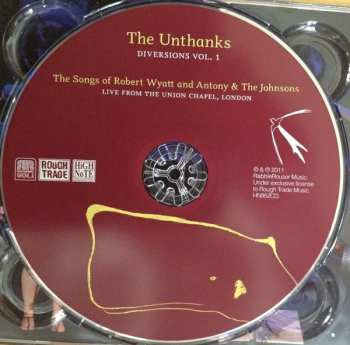 The Unthanks
DIVERSIONS VOL. 1
The Songs of Robert Wyatt and Antony & The Johnsons
LIVE FROM THE UNION CHAPEL, LONDON
ROUGH
TRADE
HIGH
NOTE
℗ & © 2011
RabbleRouser Music
Under exclusive license
to Rough Trade Music